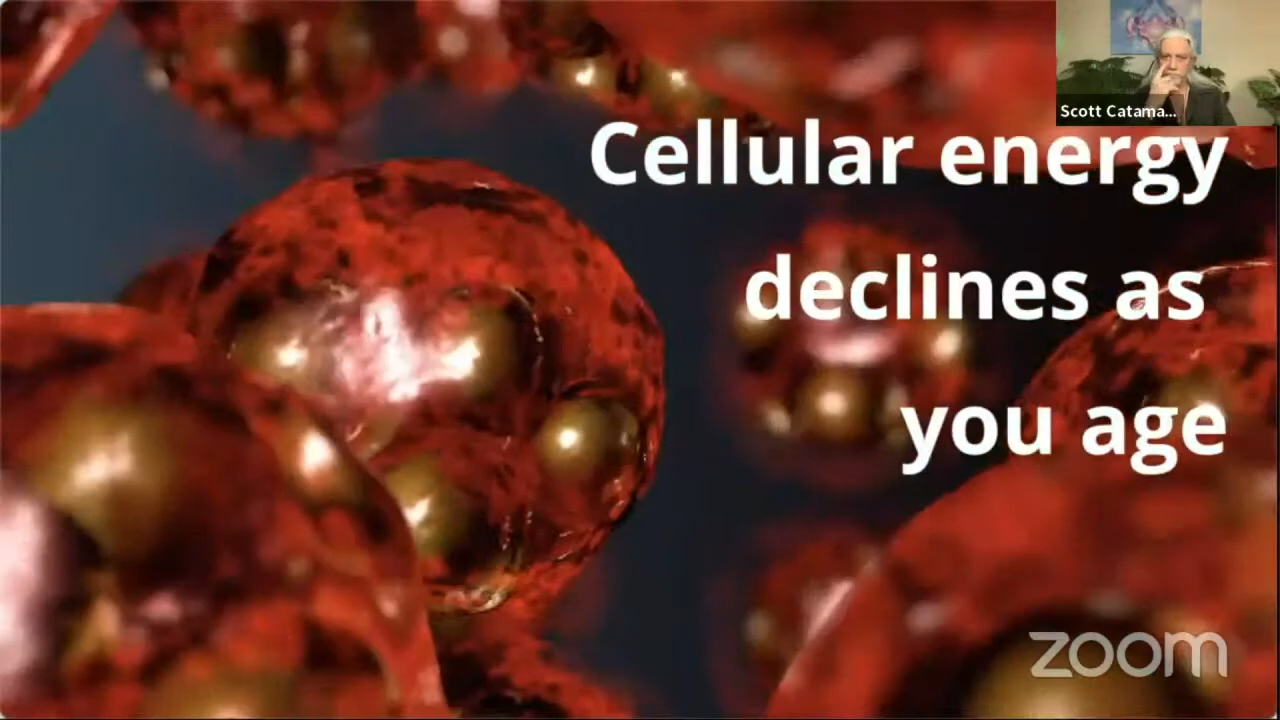 Scott Catama...
Cellular energy
declines as
you age
zoom